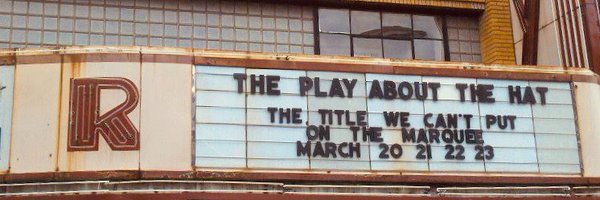 R
THE PLAY ABOUT THE HAT
THE TITLE WE CAN'T PUT
ON THE MARQUEE
MARCH 20 21 22 23